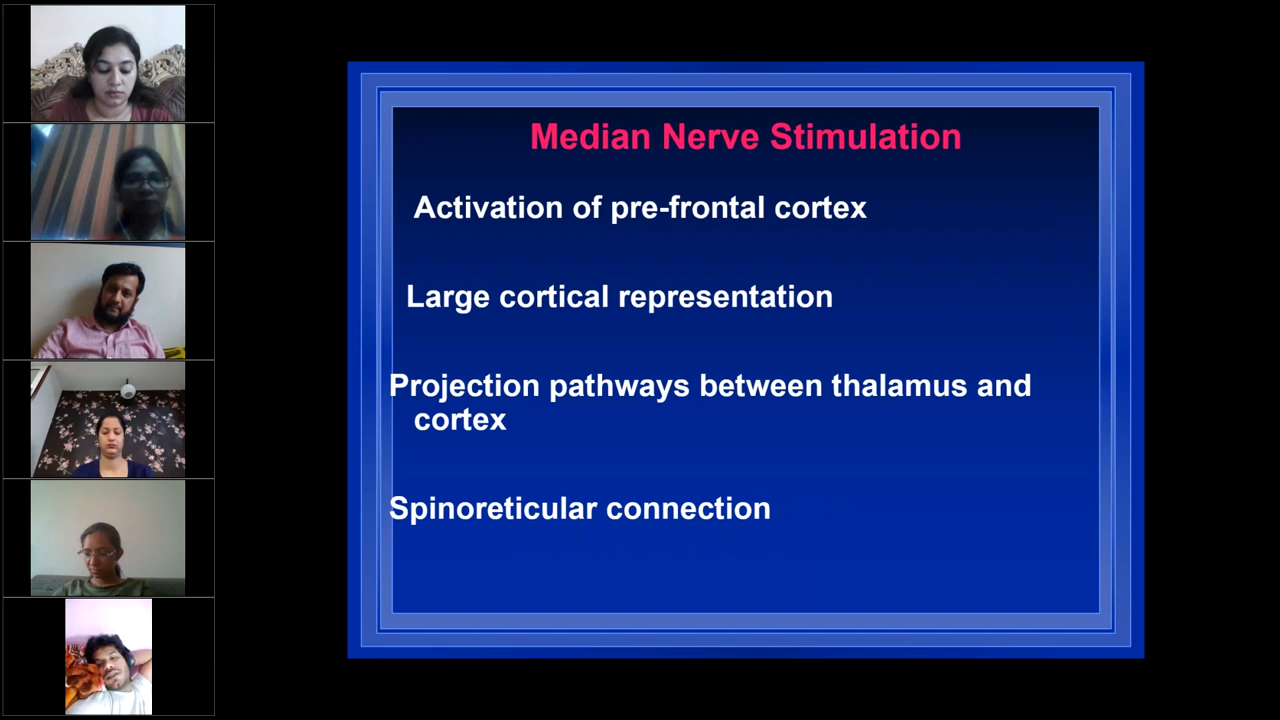 Median Nerve Stimulation
Activation of pre-frontal cortex
Large cortical representation
Projection pathways between thalamus and
cortex
Spinoreticular connection